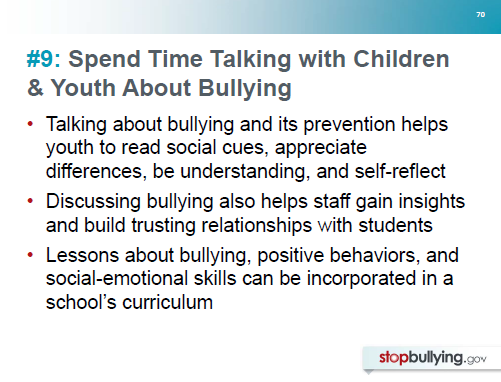 70
#9: Spend Time Talking with Children
& Youth About Bullying
• Talking about bullying and its prevention helps
youth to read social cues, appreciate
differences, be understanding, and self-reflect
• Discussing bullying also helps staff gain insights
and build trusting relationships with students
• Lessons about bullying, positive behaviors, and
social-emotional skills can be incorporated in a
school’s curriculum
stopbullying.gov